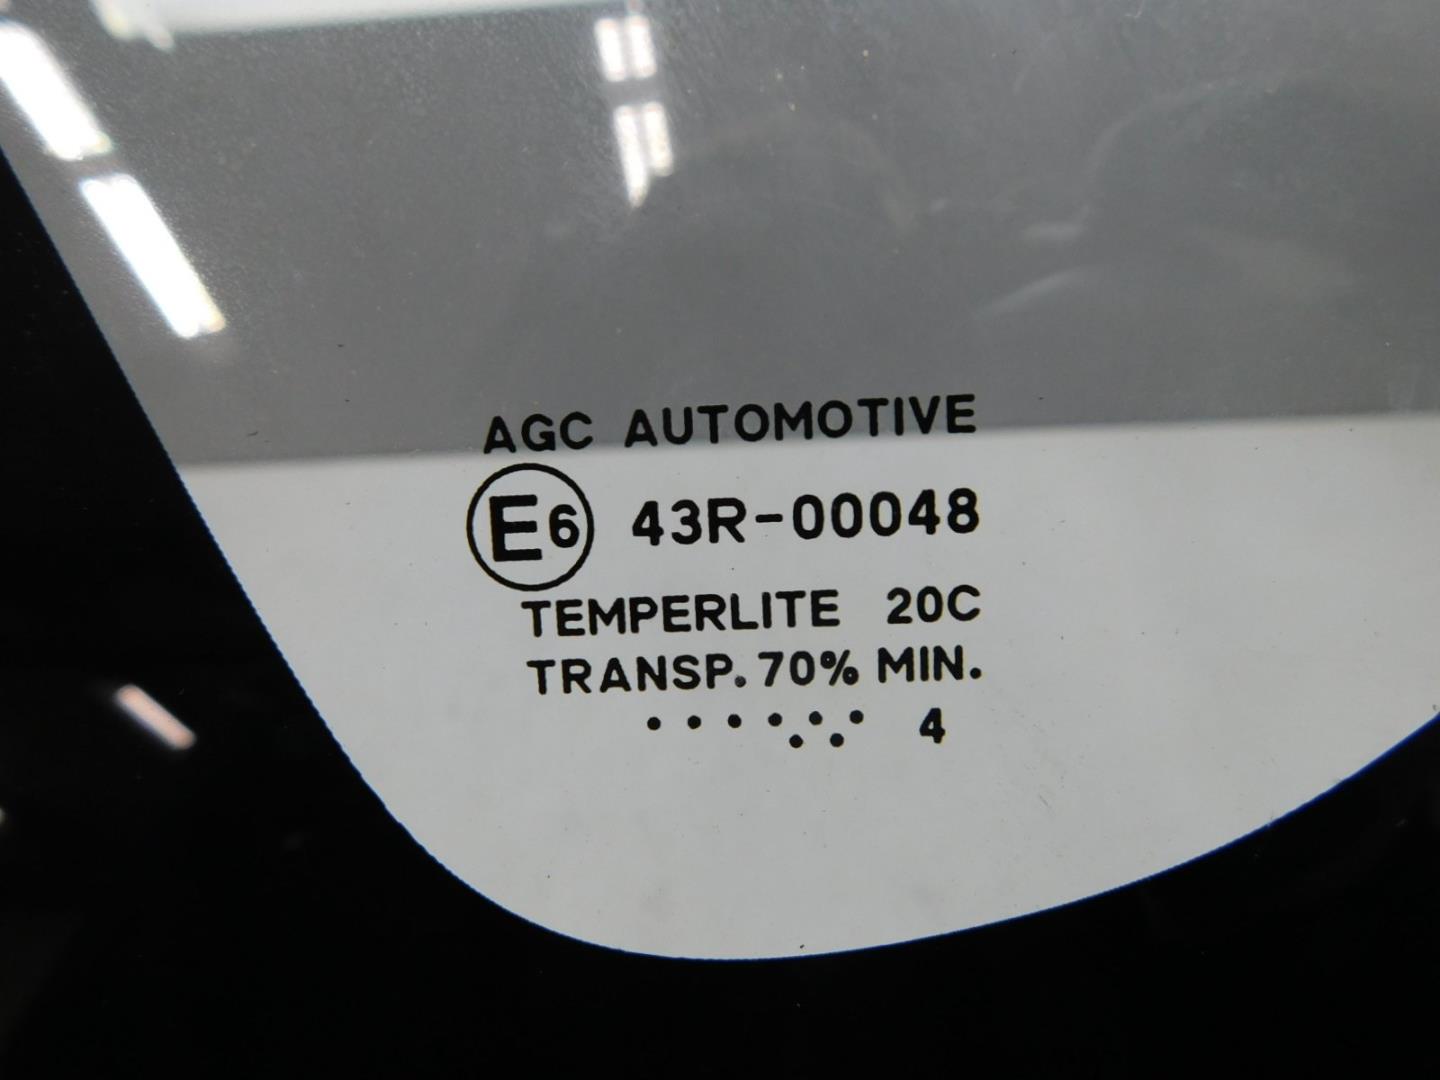 AGC AUTOMOTIVE
E6 43R-00048
TEMPERLITE 20C
TRANSP. 70% MIN.
4